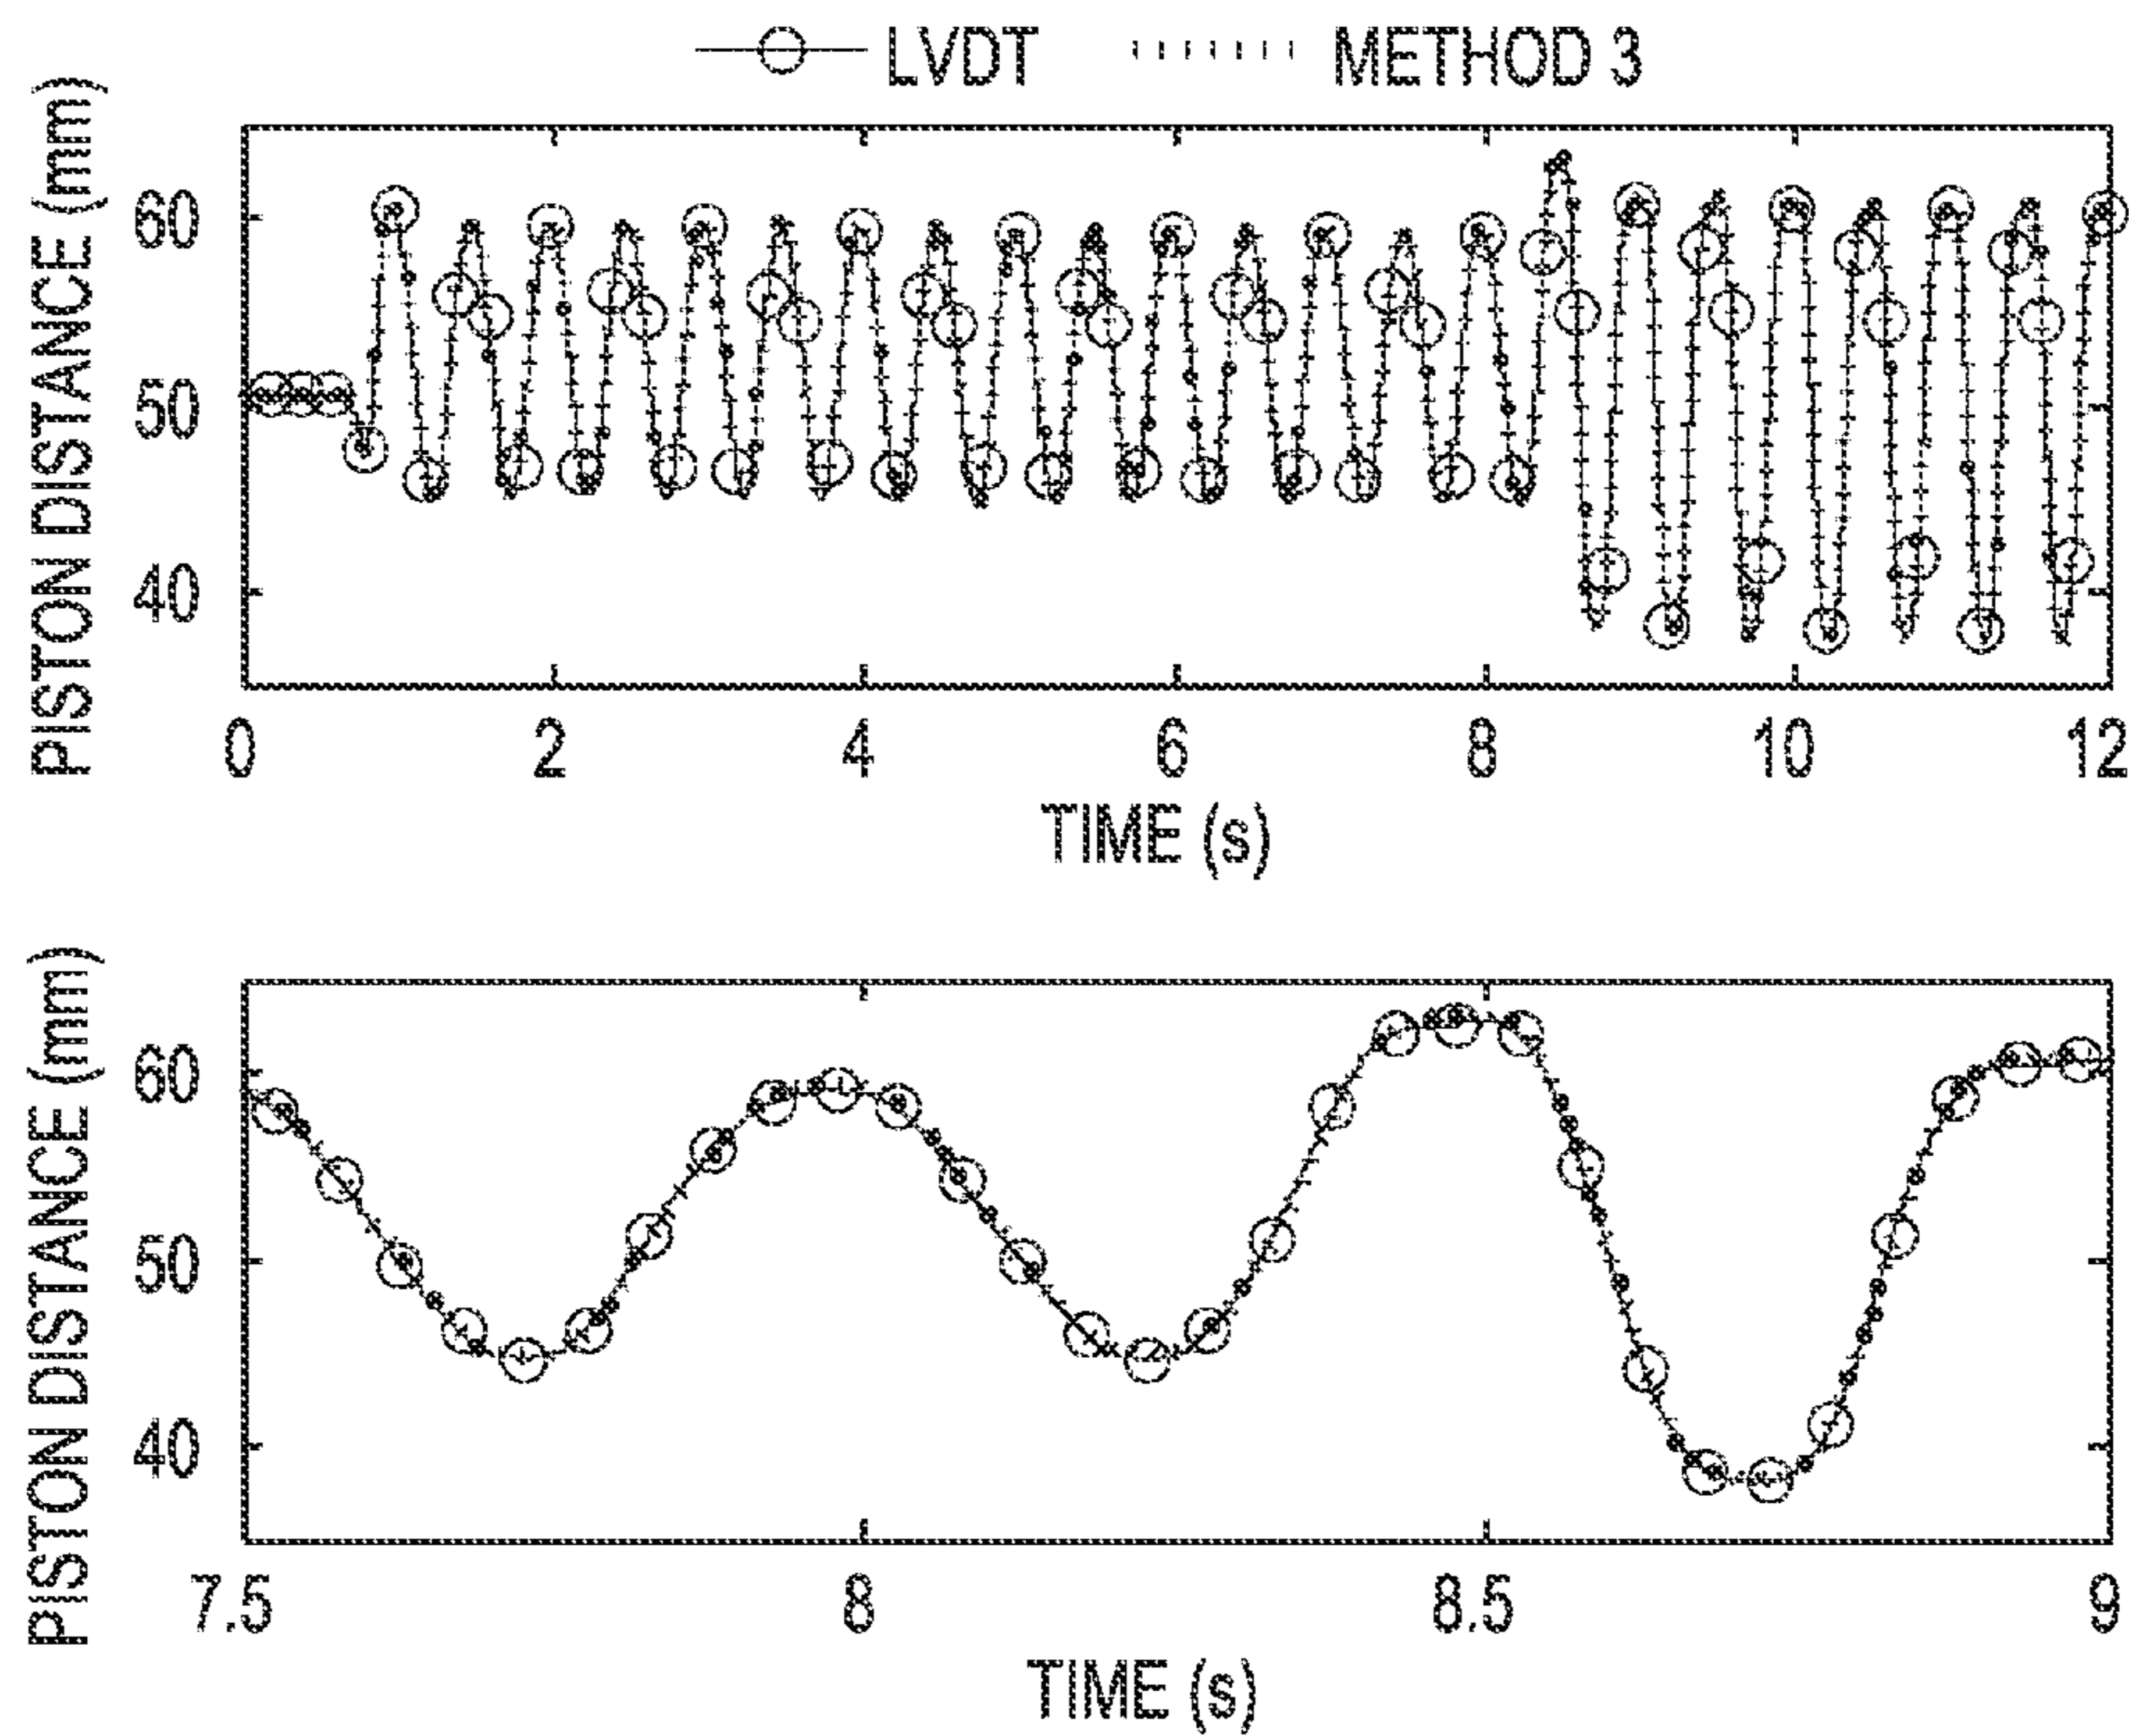 LVDT METHOD 3
PISTON DISTANCE (mm)
60
50
40
0 2 4 6 8 10 12
TIME (s)
PISTON DISTANCE (mm)
60
50
40
7.5 8 8.5 9
TIME (s)